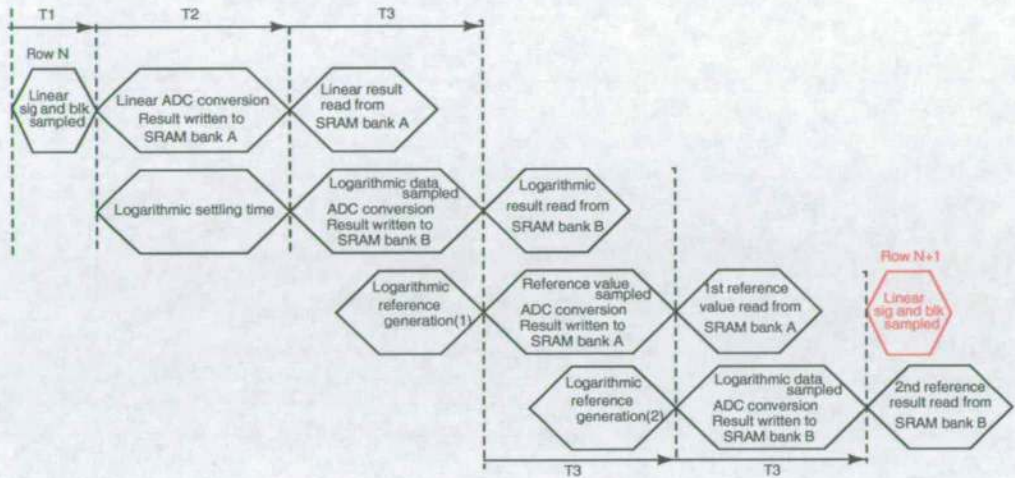 T1
T2
T3
Row N
Linear
sig and blk
sampled
Linear ADC conversion
Result written to
SRAM bank A
Linear result
read from
SRAM bank A
Logarithmic settling time
Logarithmic data
sampled
ADC conversion
Result written to
SRAM bank B
Logarithmic
result read from
SRAM bank B
Logarithmic
reference
generation(1)
Reference value
sampled
ADC conversion
Result written to
SRAM bank A
1st reference
value read from
SRAM bank A
Row N+1
Linear
sig and blk
sampled
Logarithmic
reference
generation(2)
Logarithmic data
sampled
ADC conversion
Result written to
SRAM bank B
2nd reference
result read from
SRAM bank B
T3
T3